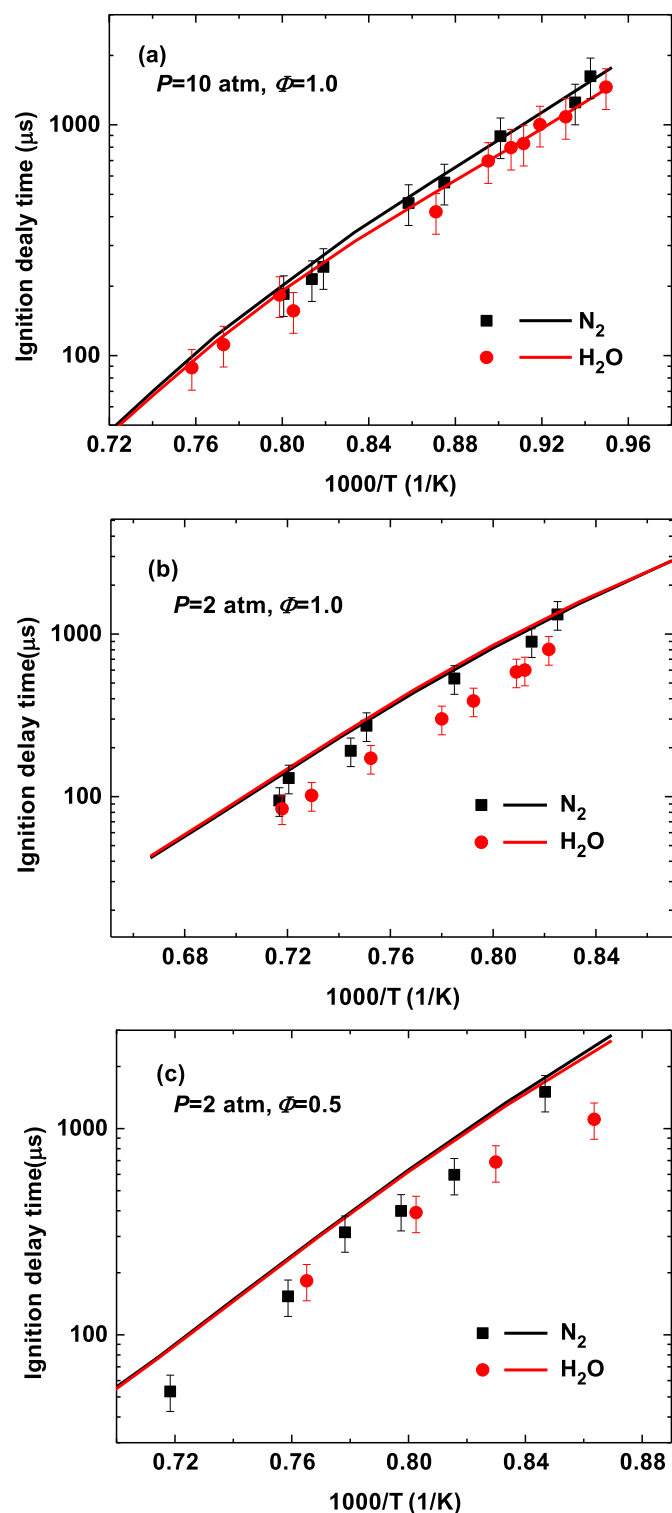 (a)
P=10 atm, Φ=1.0
1000
100
Ignition dealy time (μs)
N₂
H₂O
0.72 0.76 0.80 0.84 0.88 0.92 0.96
1000/T (1/K)
(b)
P=2 atm, Φ=1.0
1000
100
Ignition delay time(μs)
N₂
H₂O
0.68 0.72 0.76 0.80 0.84
1000/T (1/K)
(c)
P=2 atm, Φ=0.5
1000
100
Ignition delay time(μs)
N₂
H₂O
0.72 0.76 0.80 0.84 0.88
1000/T (1/K)